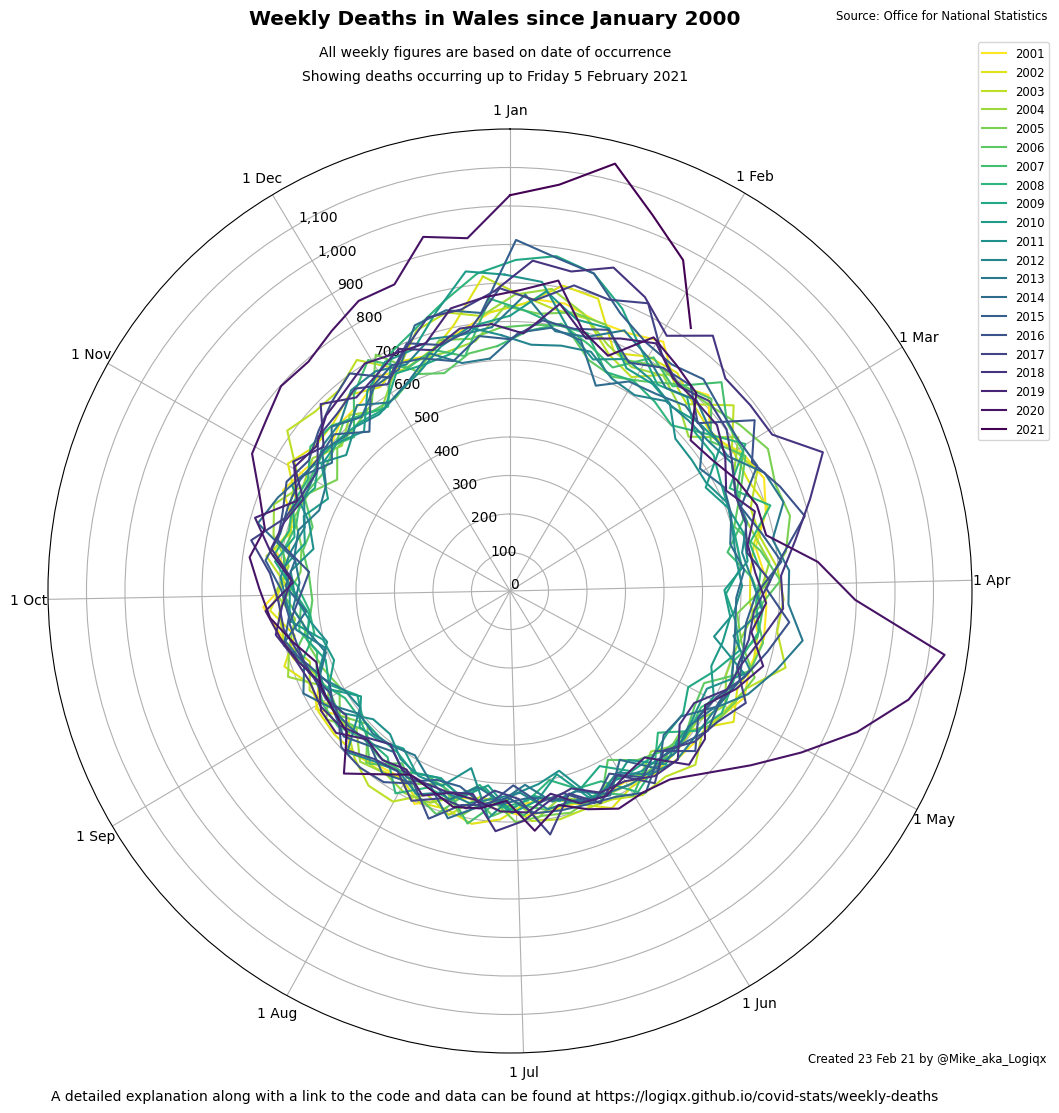 Weekly Deaths in Wales since January 2000
Source: Office for National Statistics
All weekly figures are based on date of occurrence
Showing deaths occurring up to Friday 5 February 2021
2001
2002
2003
2004
2005
2006
2007
2008
2009
2010
2011
2012
2013
2014
2015
2016
2017
2018
2019
2020
2021
1 Jan
1 Feb
1 Mar
1 Apr
1 May
1 Jun
1 Jul
1 Aug
1 Sep
1 Oct
1 Nov
1 Dec
1,100
1,000
900
800
700
600
500
400
300
200
100
0
Created 23 Feb 21 by @Mike_aka_Logiqx
A detailed explanation along with a link to the code and data can be found at https://logiqx.github.io/covid-stats/weekly-deaths